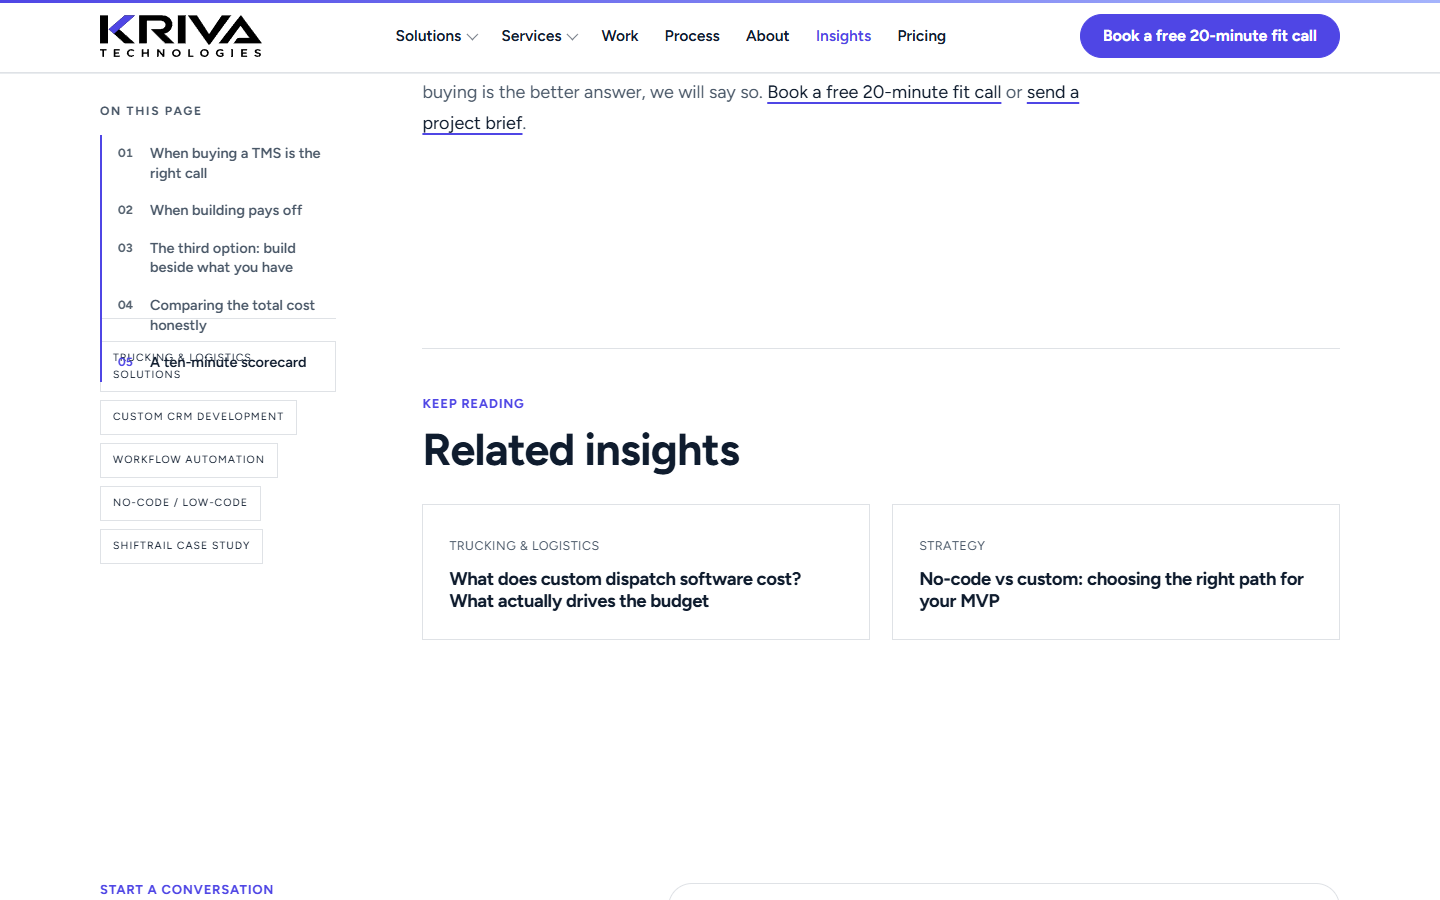 KRIVA
TECHNOLOGIES
Solutions
Services
Work
Process
About
Insights
Pricing
Book a free 20-minute fit call
ON THIS PAGE
01 When buying a TMS is the
right call
02 When building pays off
03 The third option: build
beside what you have
04 Comparing the total cost
honestly
05 A ten-minute scorecard
TRUCKING & LOGISTICS
SOLUTIONS
CUSTOM CRM DEVELOPMENT
WORKFLOW AUTOMATION
NO-CODE / LOW-CODE
SHIFTRAIL CASE STUDY
buying is the better answer, we will say so. Book a free 20-minute fit call or send a
project brief.
KEEP READING
Related insights
TRUCKING & LOGISTICS
What does custom dispatch software cost?
What actually drives the budget
STRATEGY
No-code vs custom: choosing the right path for
your MVP
START A CONVERSATION